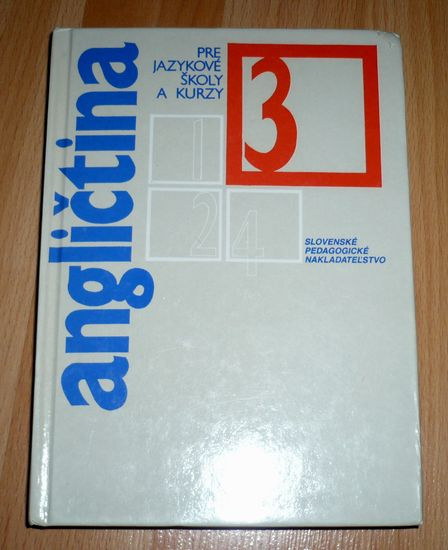 angličtina
PRE
JAZYKOVÉ
ŠKOLY
A KURZY
3
1
2
4
SLOVENSKÉ
PEDAGOGICKÉ
NAKLADATEĽSTVO